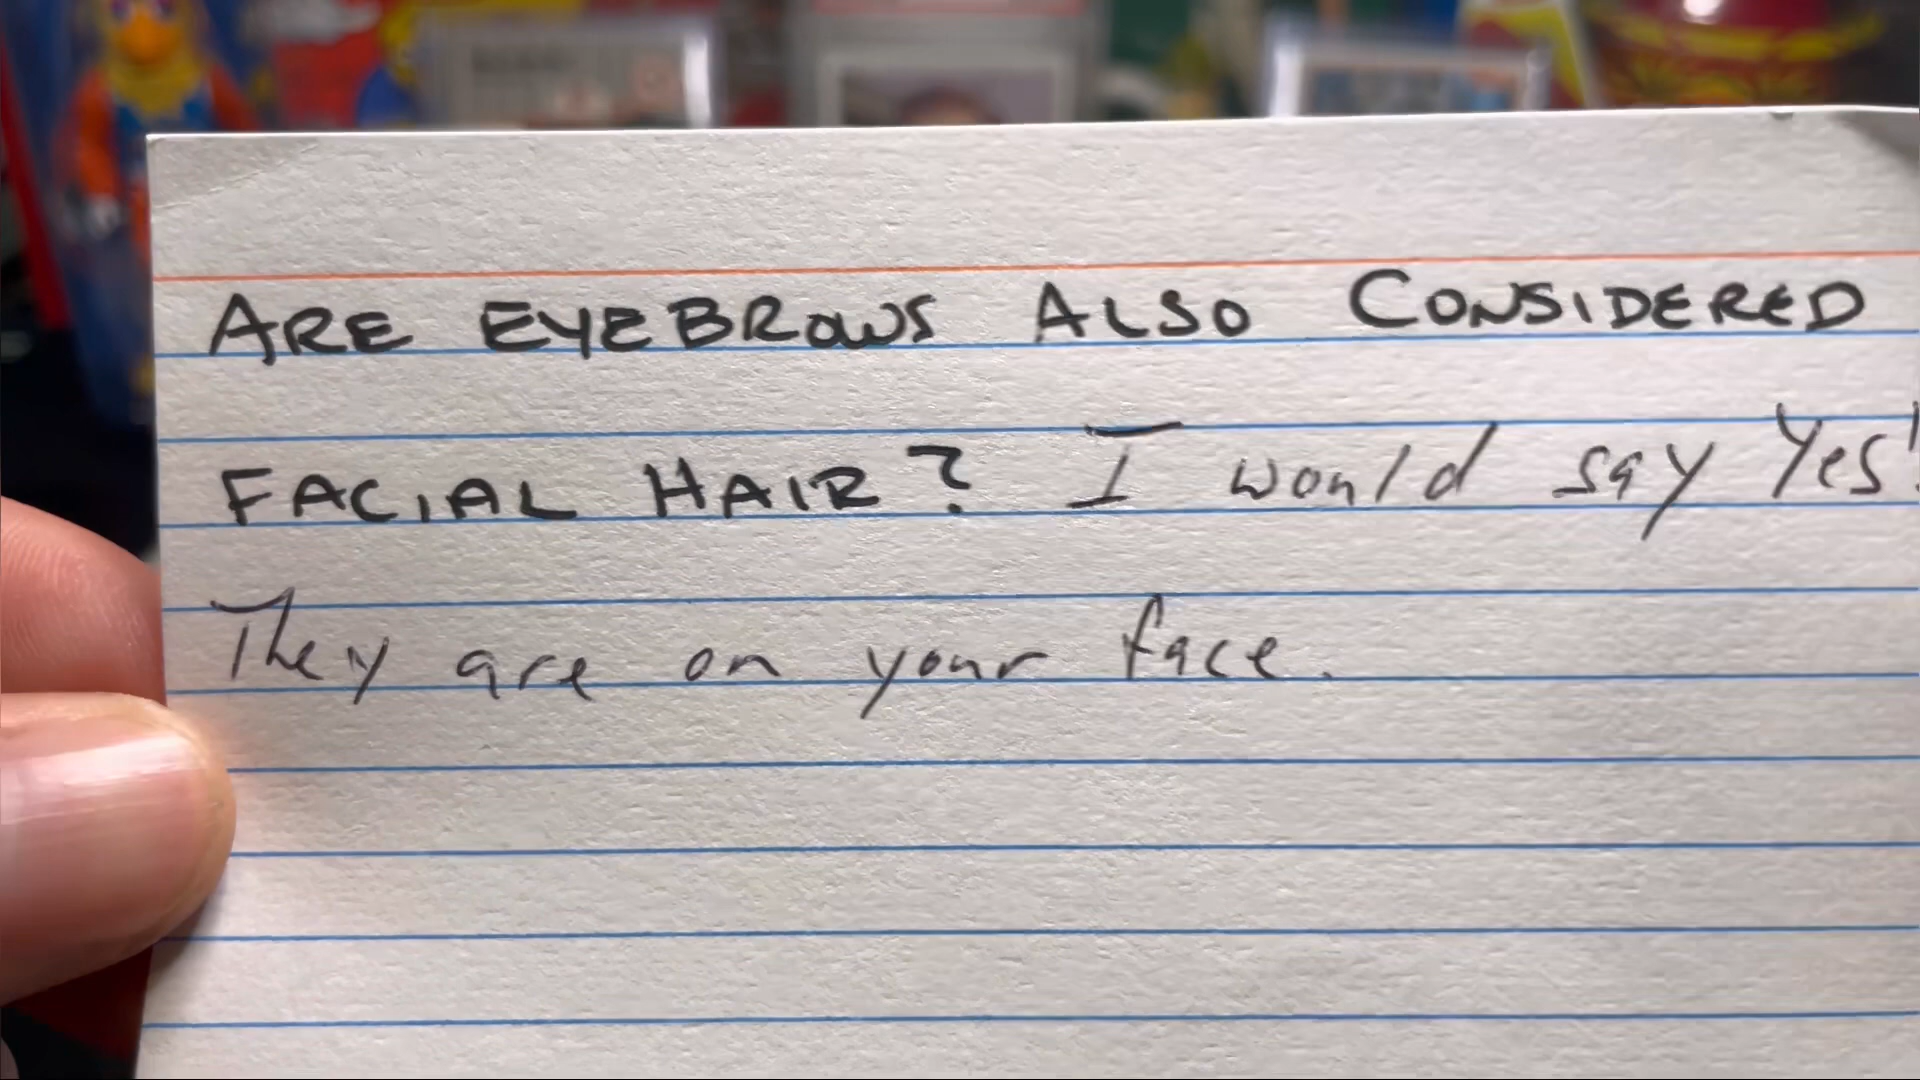 ARE EYEBROWS ALSO CONSIDERED
FACIAL HAIR? I would say Yes!
They are on your face.